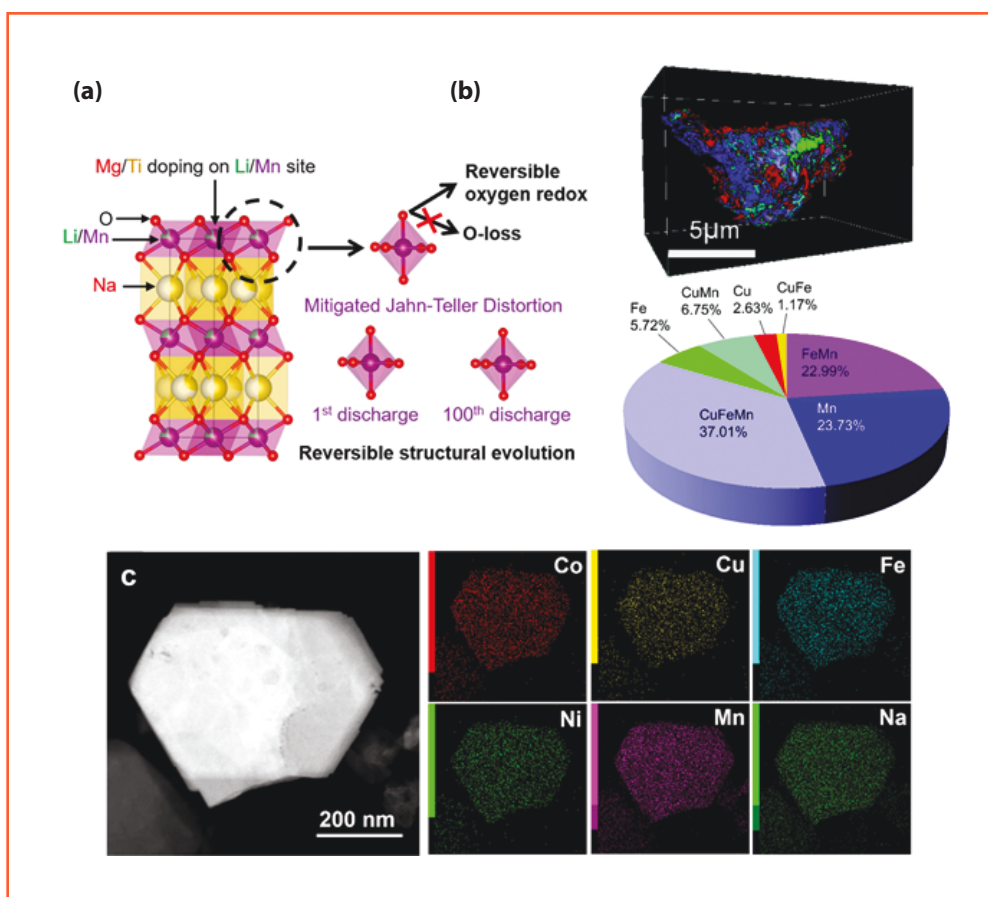 (a)
Mg/Ti doping on Li/Mn site
O
Li/Mn
Na
Reversible
oxygen redox
O-loss
Mitigated Jahn-Teller Distortion
1st discharge
100th discharge
Reversible structural evolution
(b)
5μm
CuMn
6.75%
Cu
2.63%
CuFe
1.17%
Fe
5.72%
FeMn
22.99%
CuFeMn
37.01%
Mn
23.73%
c
200 nm
Co
Cu
Fe
Ni
Mn
Na